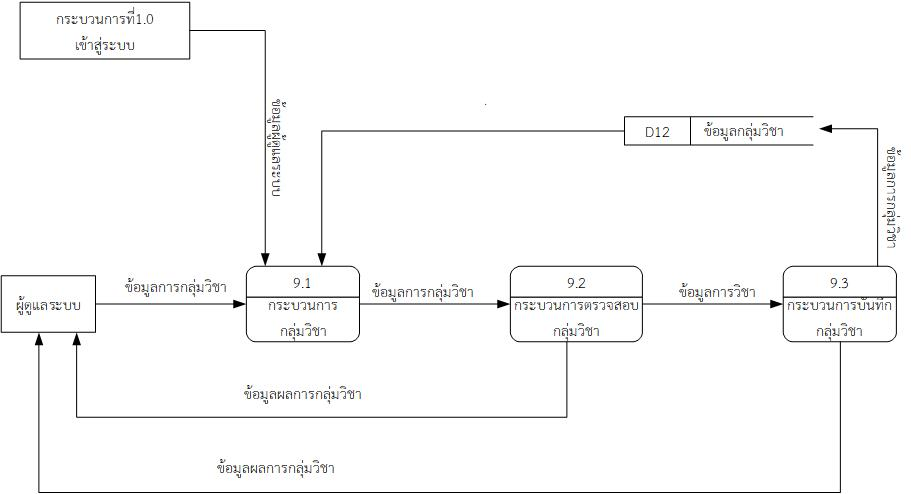 กระบวนการที่1.0
เข้าสู่ระบบ
ข้อมูลผู้ดูแลระบบ
D12
ข้อมูลกลุ่มวิชา
ข้อมูลการกลุ่มวิชา
ผู้ดูแลระบบ
ข้อมูลการกลุ่มวิชา
9.1
กระบวนการ
กลุ่มวิชา
ข้อมูลการกลุ่มวิชา
9.2
กระบวนการตรวจสอบ
กลุ่มวิชา
ข้อมูลการวิชา
9.3
กระบวนการบันทึก
กลุ่มวิชา
ข้อมูลผลการกลุ่มวิชา
ข้อมูลผลการกลุ่มวิชา